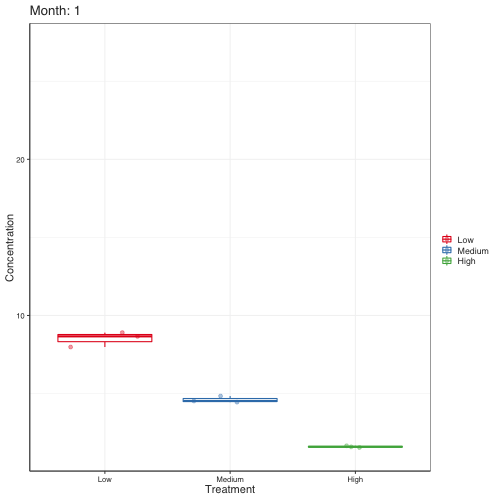 Month: 1
Concentration
20
10
Low
Medium
High
Low
Medium
High
Treatment